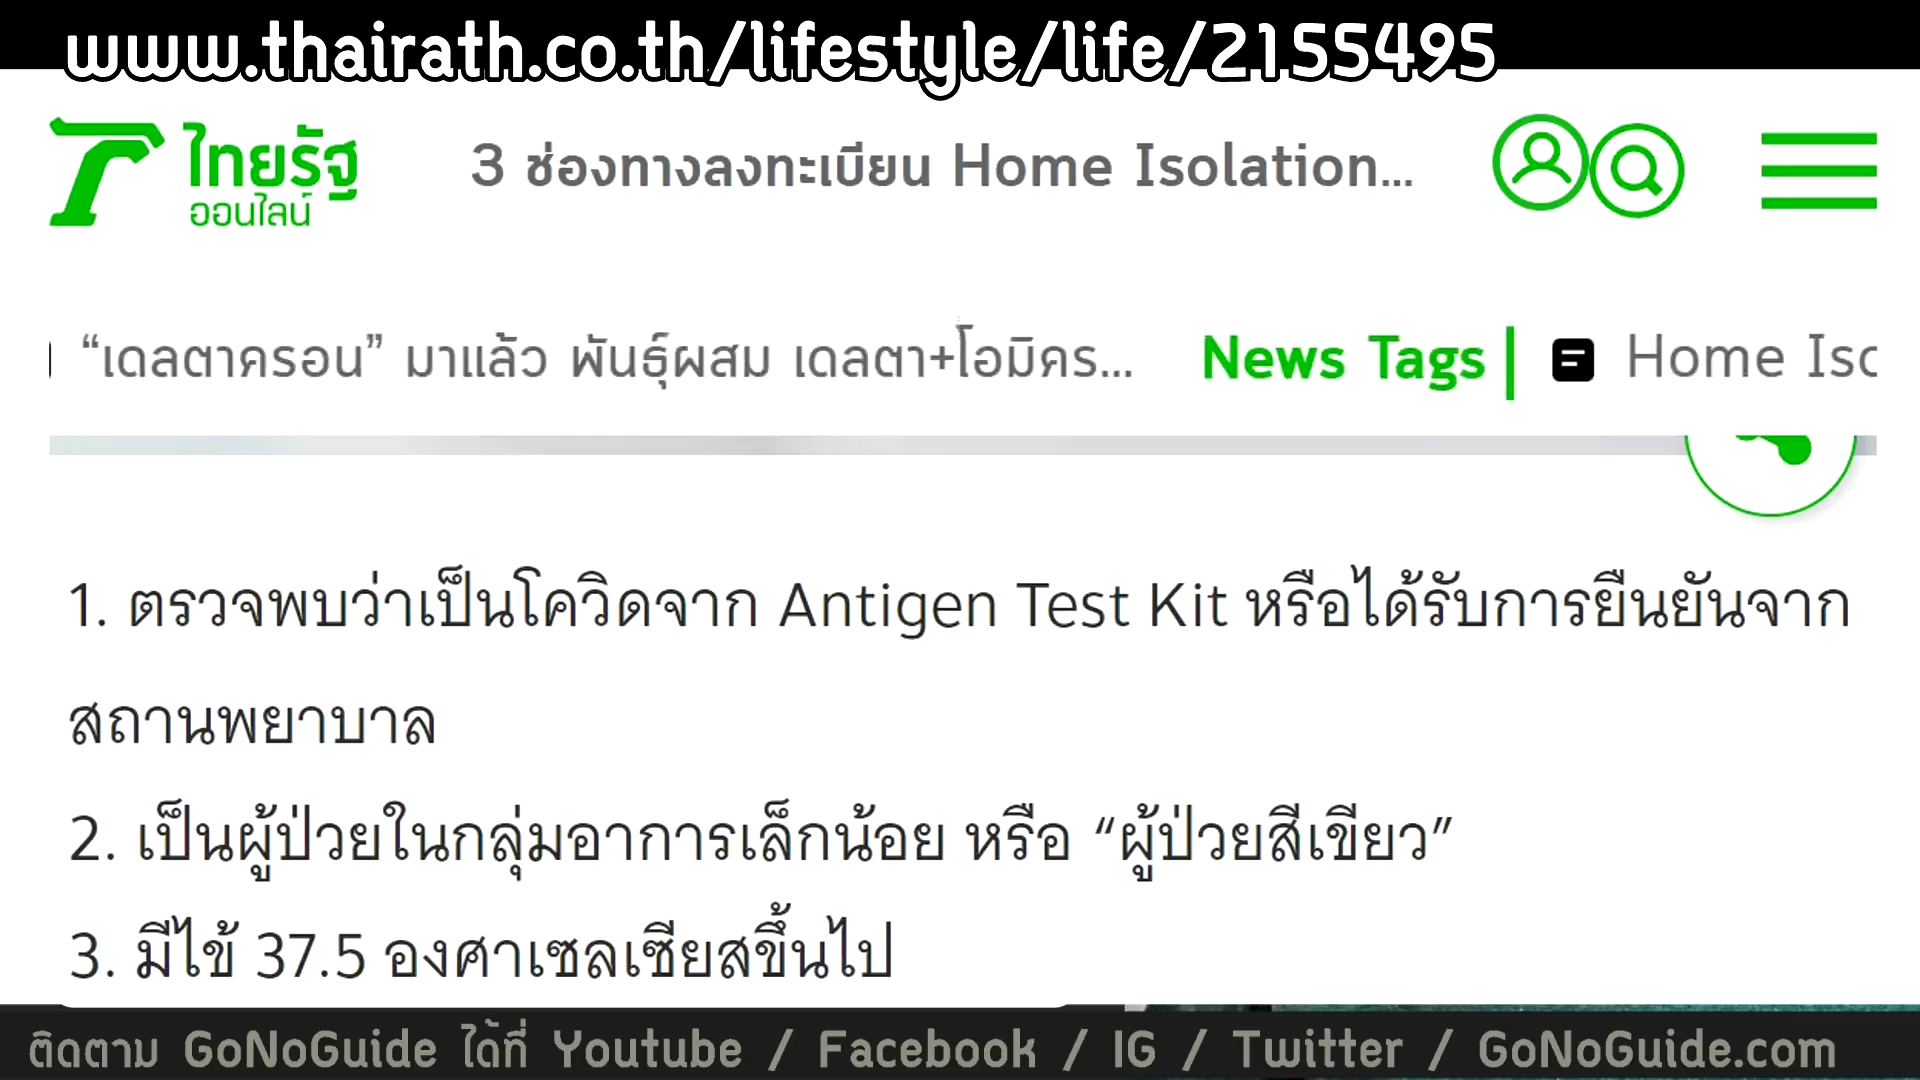 www.thairath.co.th/lifestyle/life/2155495
ไทยรัฐ
ออนไลน์
3 ช่องทางลงทะเบียน Home Isolation...
“เดลตาครอน” มาแล้ว พันธุ์ผสม เดลตา+โอมิคร...
News Tags
Home Iso
1. ตรวจพบว่าเป็นโควิดจาก Antigen Test Kit หรือได้รับการยืนยันจาก
สถานพยาบาล
2. เป็นผู้ป่วยในกลุ่มอาการเล็กน้อย หรือ “ผู้ป่วยสีเขียว”
3. มีไข้ 37.5 องศาเซลเซียสขึ้นไป
ติดตาม GoNoGuide ได้ที่ Youtube / Facebook / IG / Twitter / GoNoGuide.com